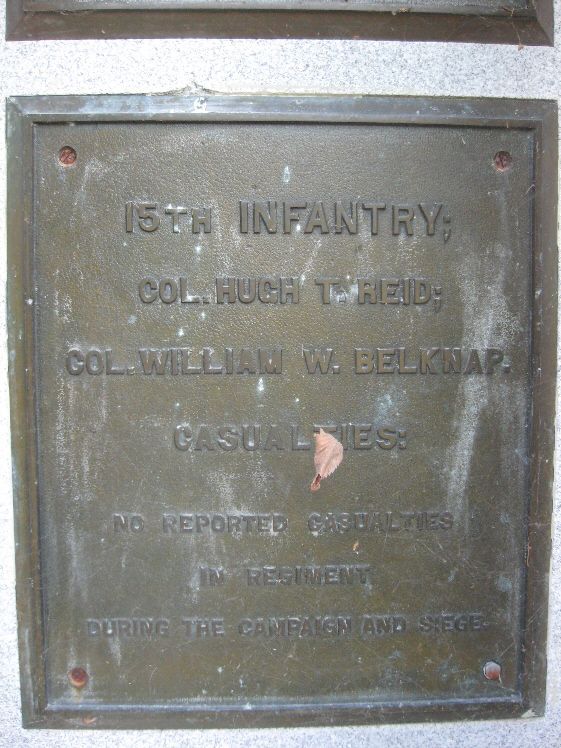 15TH INFANTRY;
COL. HUGH T. REID;
COL. WILLIAM W. BELKNAP.
CASUALTIES:
NO REPORTED CASUALTIES
IN REGIMENT
DURING THE CAMPAIGN AND SIEGE.